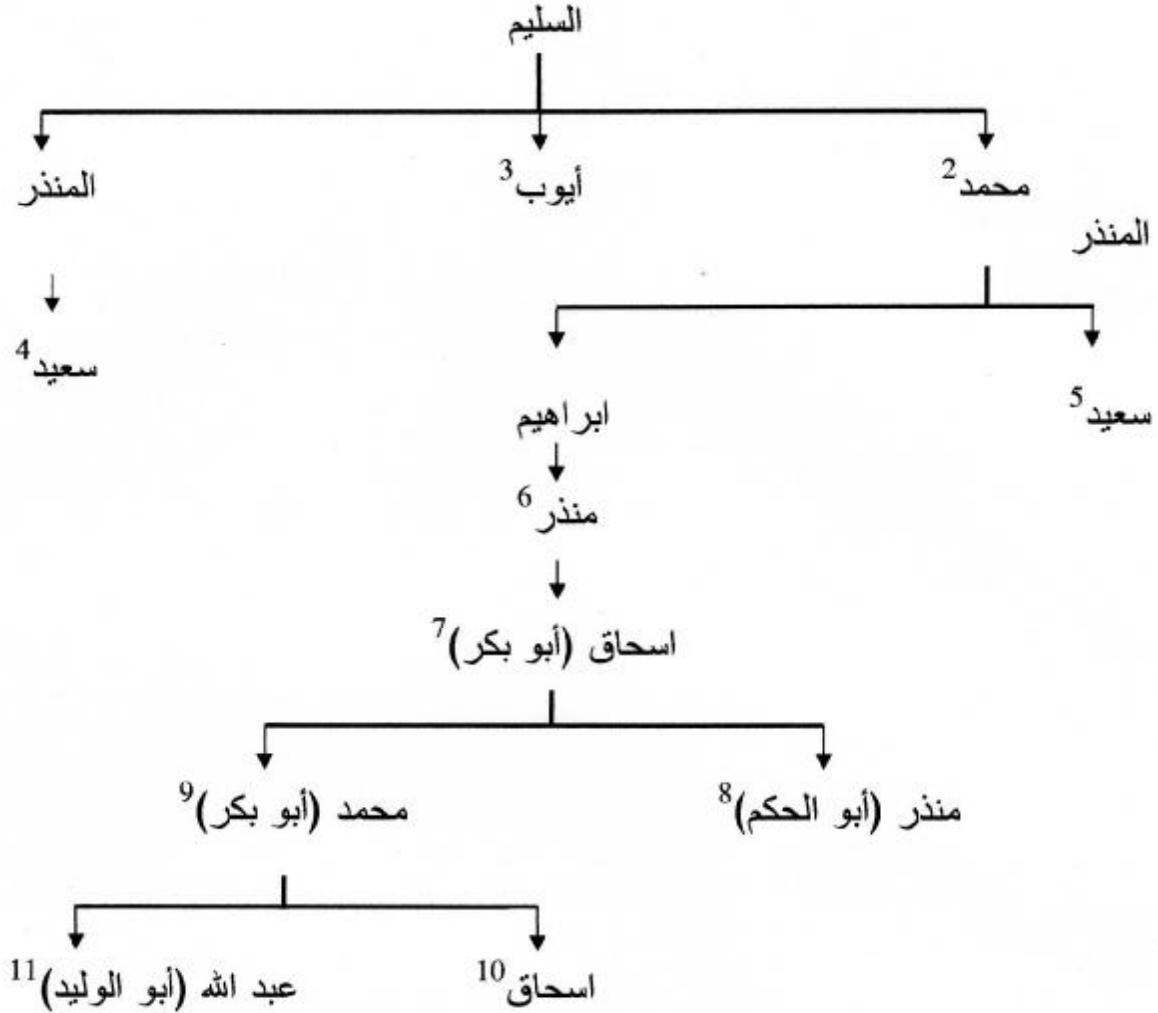 السليم
محمد2 أيوب3 المنذر
المنذر
سعيد4
سعيد5 ابراهيم
منذر6
اسحاق (أبو بكر)7
منذر (أبو الحكم)8 محمد (أبو بكر)9
اسحاق10 عبد الله (أبو الوليد)11